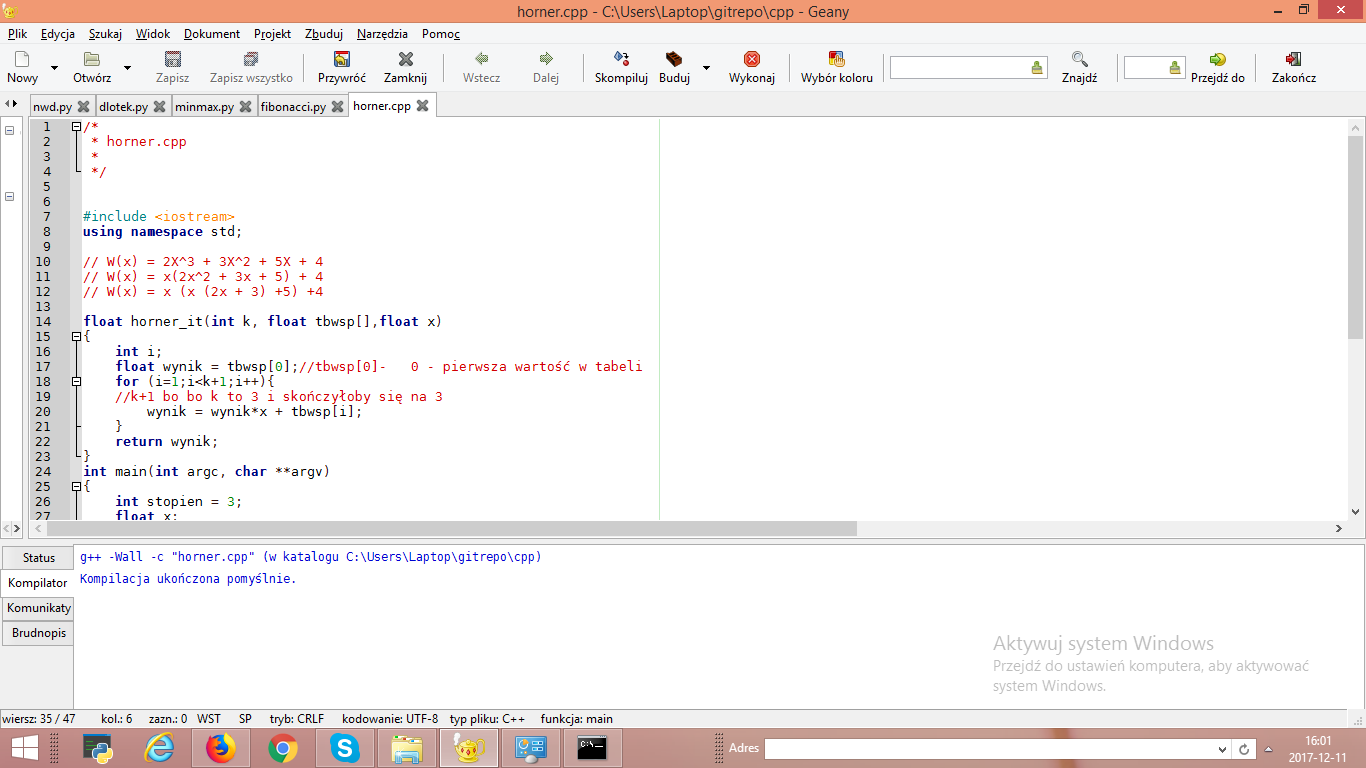 horner.cpp - C:\Users\Laptop\gitrepo\cpp - Geany
Plik Edycja Szukaj Widok Dokument Projekt Zbuduj Narzędzia Pomoc
Nowy Otwórz Zapisz Zapisz wszystko Przywróć Zamknij Wstecz Dalej Skompiluj Buduj Wykonaj Wybór koloru Znajdź Przejdź do Zakończ
nwd.py dlotek.py minmax.py fibonacci.py horner.cpp
1 /*
2 * horner.cpp
3 *
4 */
5
6
7 #include <iostream>
8 using namespace std;
9
10 // W(x) = 2X^3 + 3X^2 + 5X + 4
11 // W(x) = x(2x^2 + 3x + 5) + 4
12 // W(x) = x (x (2x + 3) +5) +4
13
14 float horner_it(int k, float tbwsp[],float x)
15 {
16 int i;
17 float wynik = tbwsp[0];//tbwsp[0]-   0 - pierwsza wartość w tabeli
18 for (i=1;i<k+1;i++){
19 //k+1 bo bo k to 3 i skończyłoby się na 3
20 wynik = wynik*x + tbwsp[i];
21 }
22 return wynik;
23 }
24 int main(int argc, char **argv)
25 {
26 int stopien = 3;
27 float x;
Status
Kompilator
Komunikaty
Brudnopis
g++ -Wall -c "horner.cpp" (w katalogu C:\Users\Laptop\gitrepo\cpp)
Kompilacja ukończona pomyślnie.
Aktywuj system Windows
Przejdź do ustawień komputera, aby aktywować
system Windows.
wiersz: 35 / 47 kol.: 6 zazn.: 0 WST SP tryb: CRLF kodowanie: UTF-8 typ pliku: C++ funkcja: main
Adres
16:01
2017-12-11